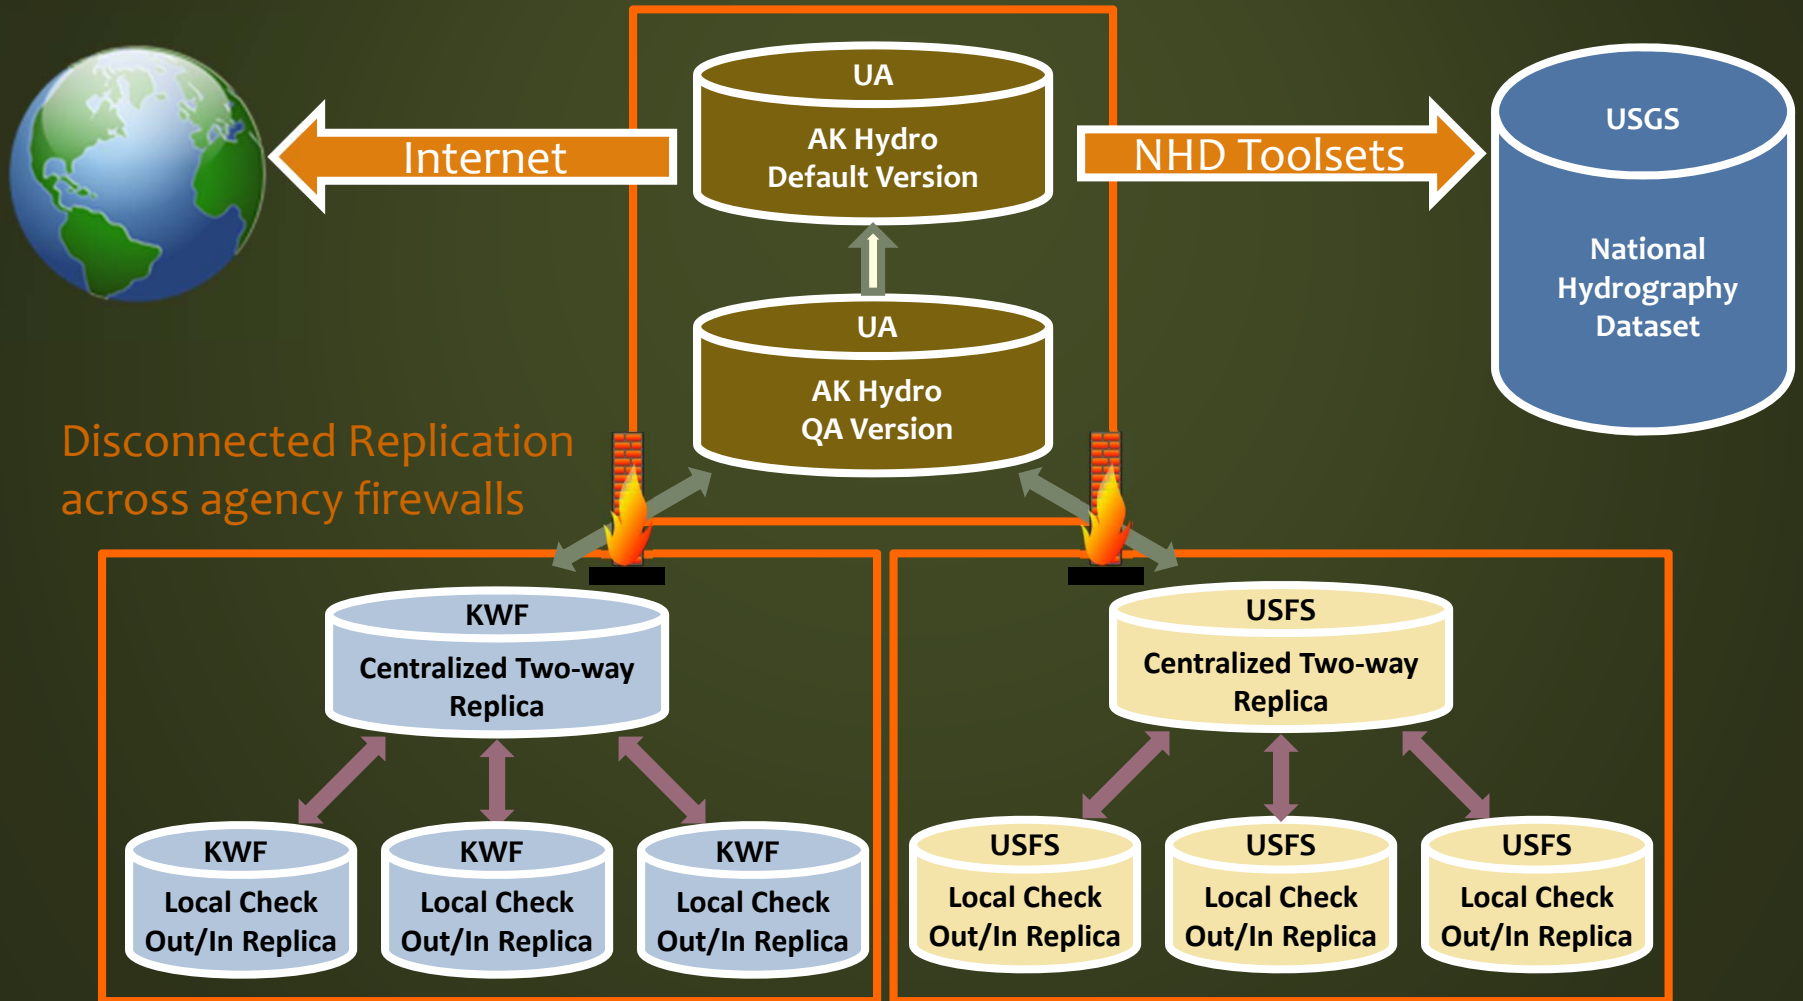 UA
AK Hydro
Default Version
Internet
NHD Toolsets
USGS
National
Hydrography
Dataset
UA
AK Hydro
QA Version
Disconnected Replication
across agency firewalls
KWF
Centralized Two-way
Replica
USFS
Centralized Two-way
Replica
KWF
Local Check
Out/In Replica
KWF
Local Check
Out/In Replica
KWF
Local Check
Out/In Replica
USFS
Local Check
Out/In Replica
USFS
Local Check
Out/In Replica
USFS
Local Check
Out/In Replica